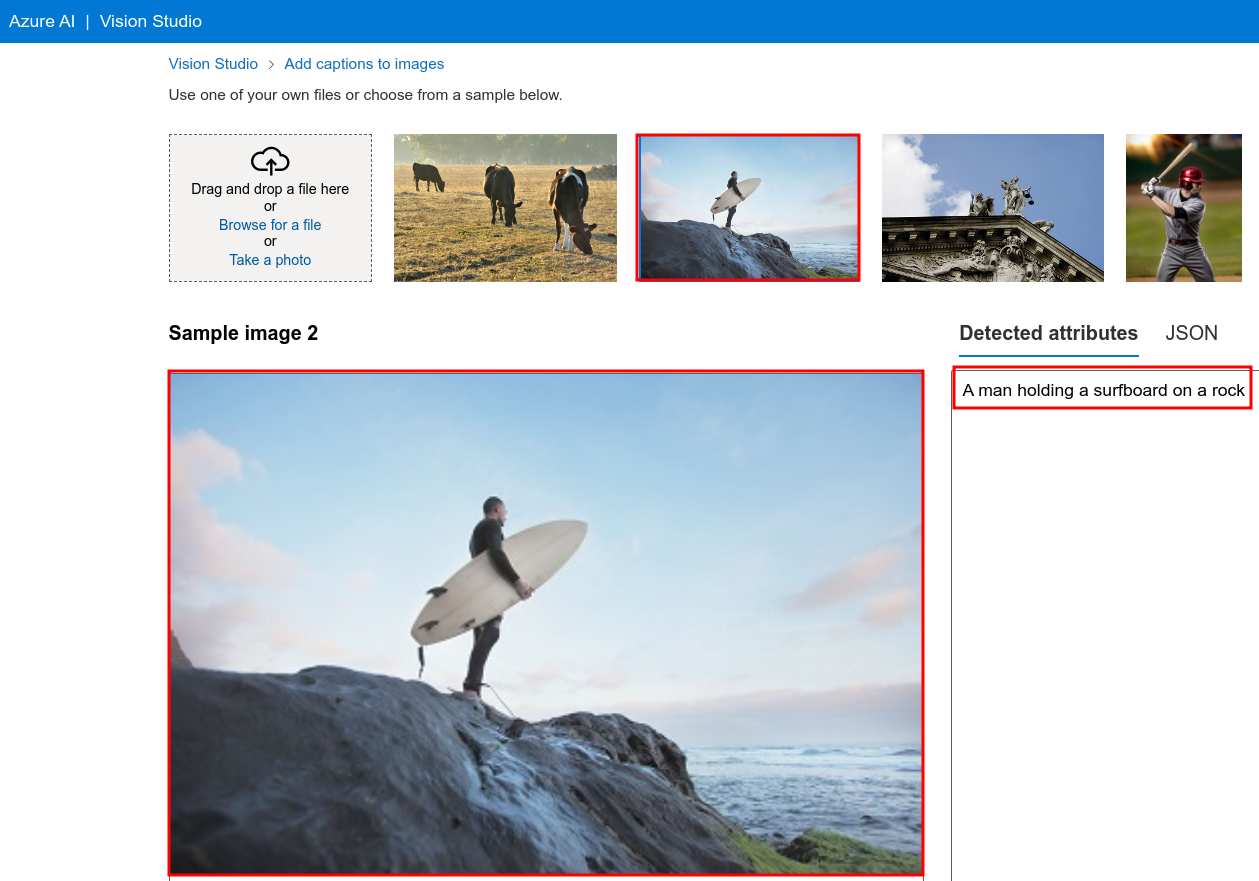 Azure AI | Vision Studio
Vision Studio > Add captions to images
Use one of your own files or choose from a sample below.
Drag and drop a file here
or
Browse for a file
or
Take a photo
Sample image 2
Detected attributes JSON
A man holding a surfboard on a rock